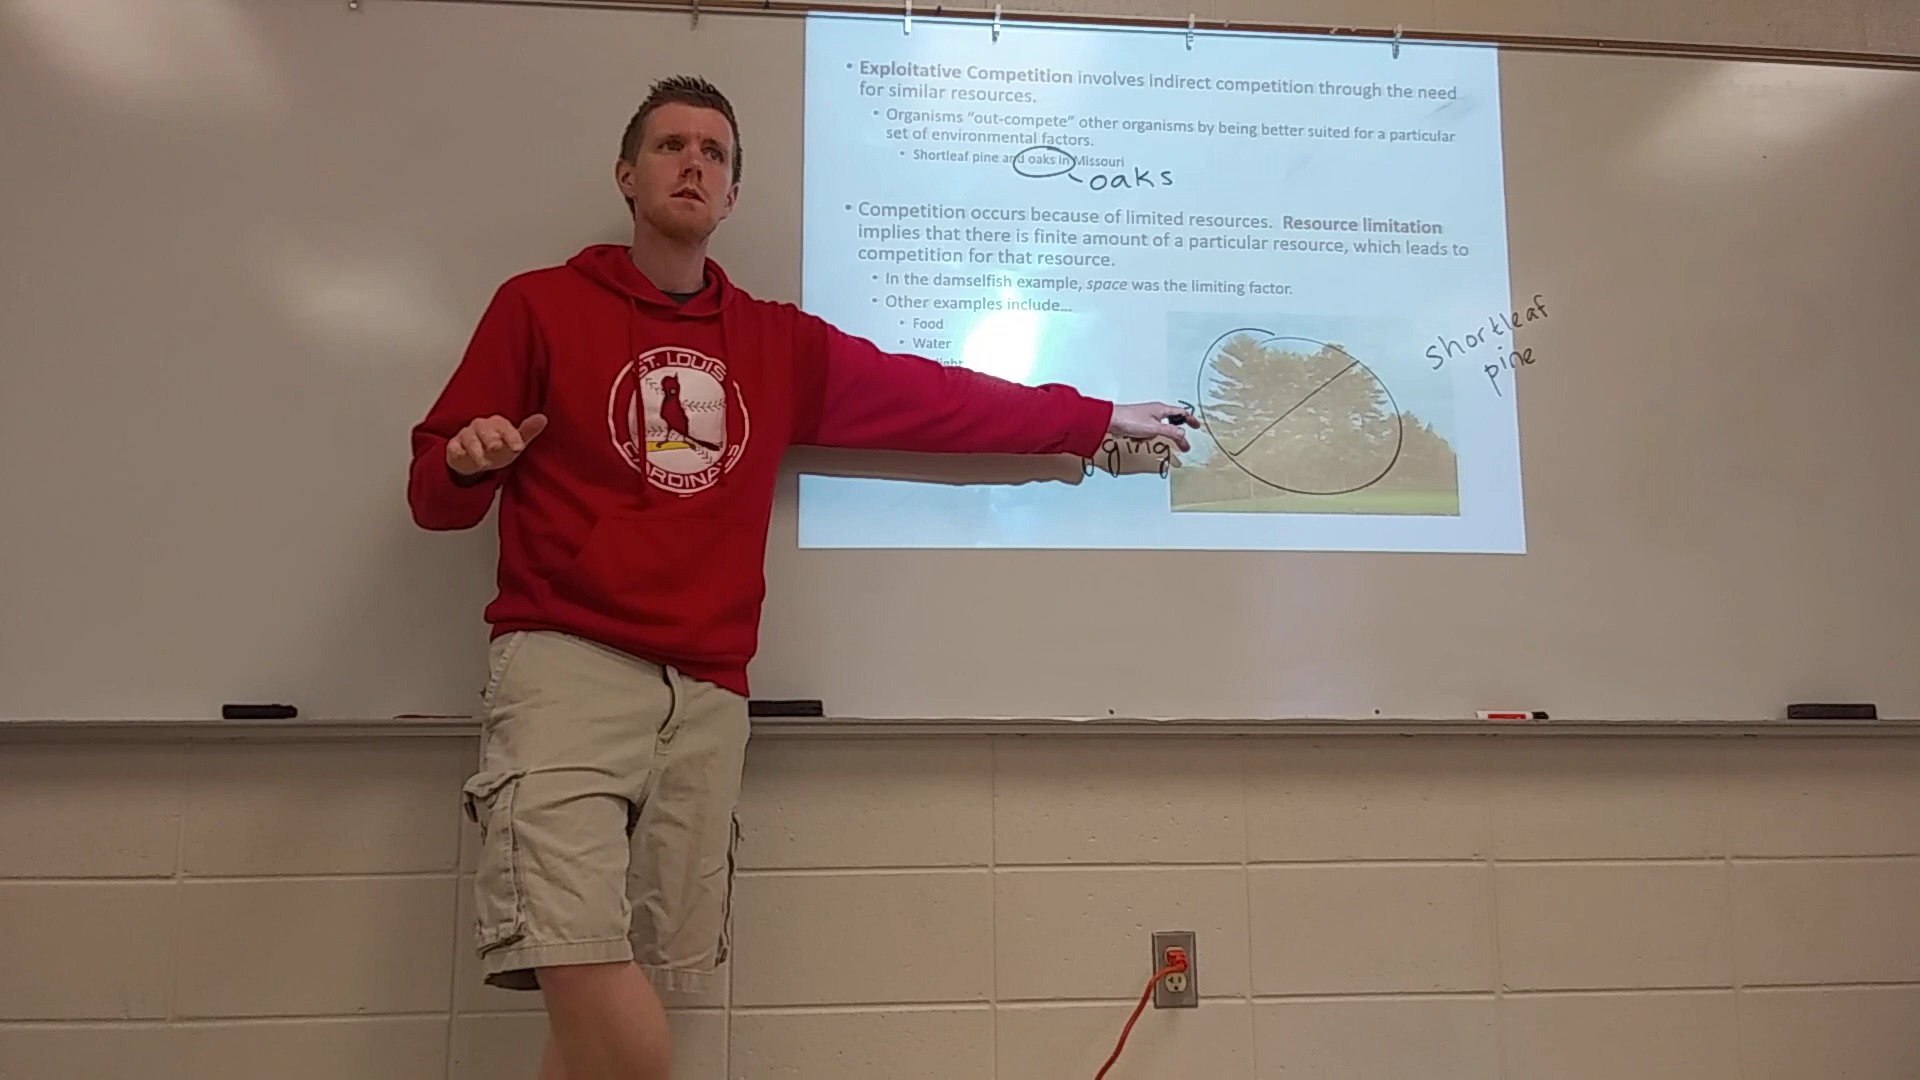 • Exploitative Competition involves indirect competition through the need
for similar resources.
• Organisms “out-compete” other organisms by being better suited for a particular
set of environmental factors.
• Shortleaf pine and oaks in Missouri
oaks
• Competition occurs because of limited resources. Resource limitation
implies that there is finite amount of a particular resource, which leads to
competition for that resource.
• In the damselfish example, space was the limiting factor.
• Other examples include...
• Food
• Water
shortleaf
pine
ST. LOUIS
CARDINALS